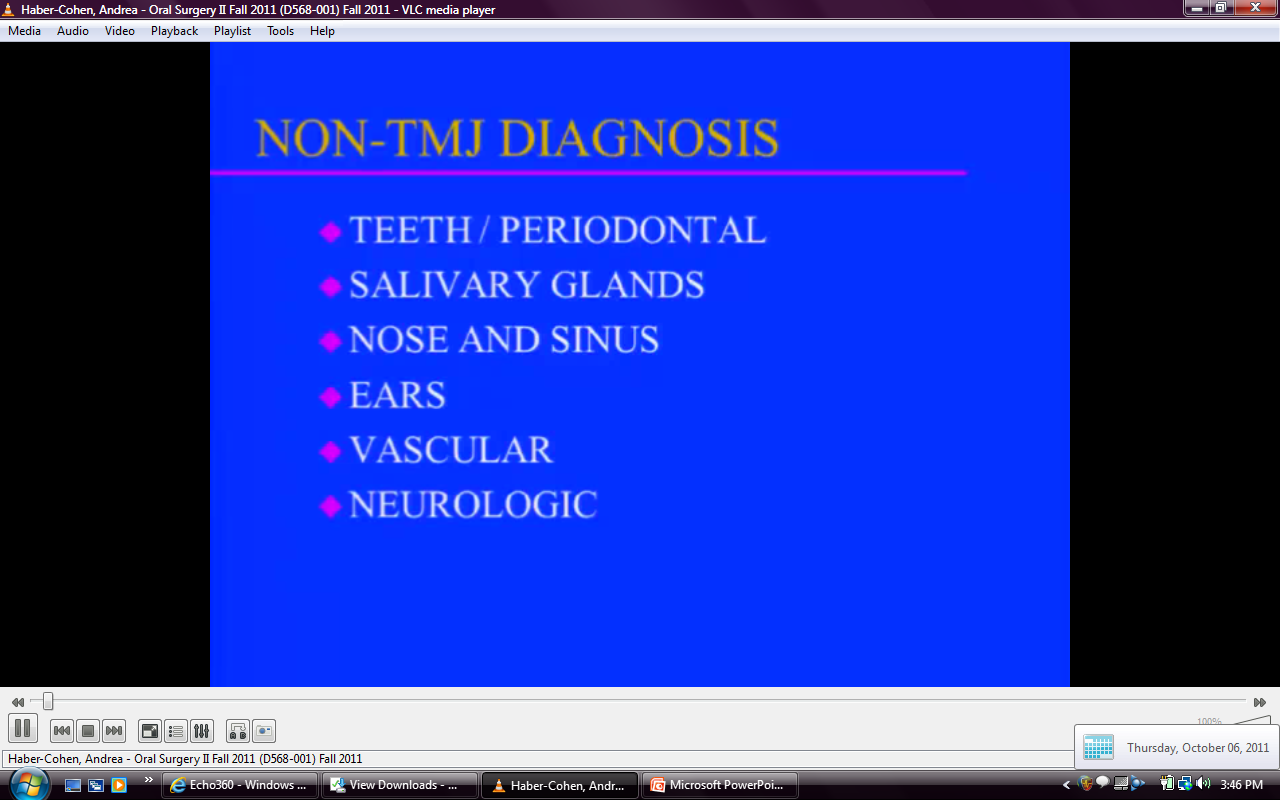 Haber-Cohen, Andrea - Oral Surgery II Fall 2011 (D568-001) Fall 2011 - VLC media player
Media Audio Video Playback Playlist Tools Help
NON-TMJ DIAGNOSIS
TEETH / PERIODONTAL
SALIVARY GLANDS
NOSE AND SINUS
EARS
VASCULAR
NEUROLOGIC
100%
Haber-Cohen, Andrea - Oral Surgery II Fall 2011 (D568-001) Fall 2011
Thursday, October 06, 2011
Echo360 - Windows ... View Downloads - ... Haber-Cohen, Andr... Microsoft PowerPoi... 3:46 PM